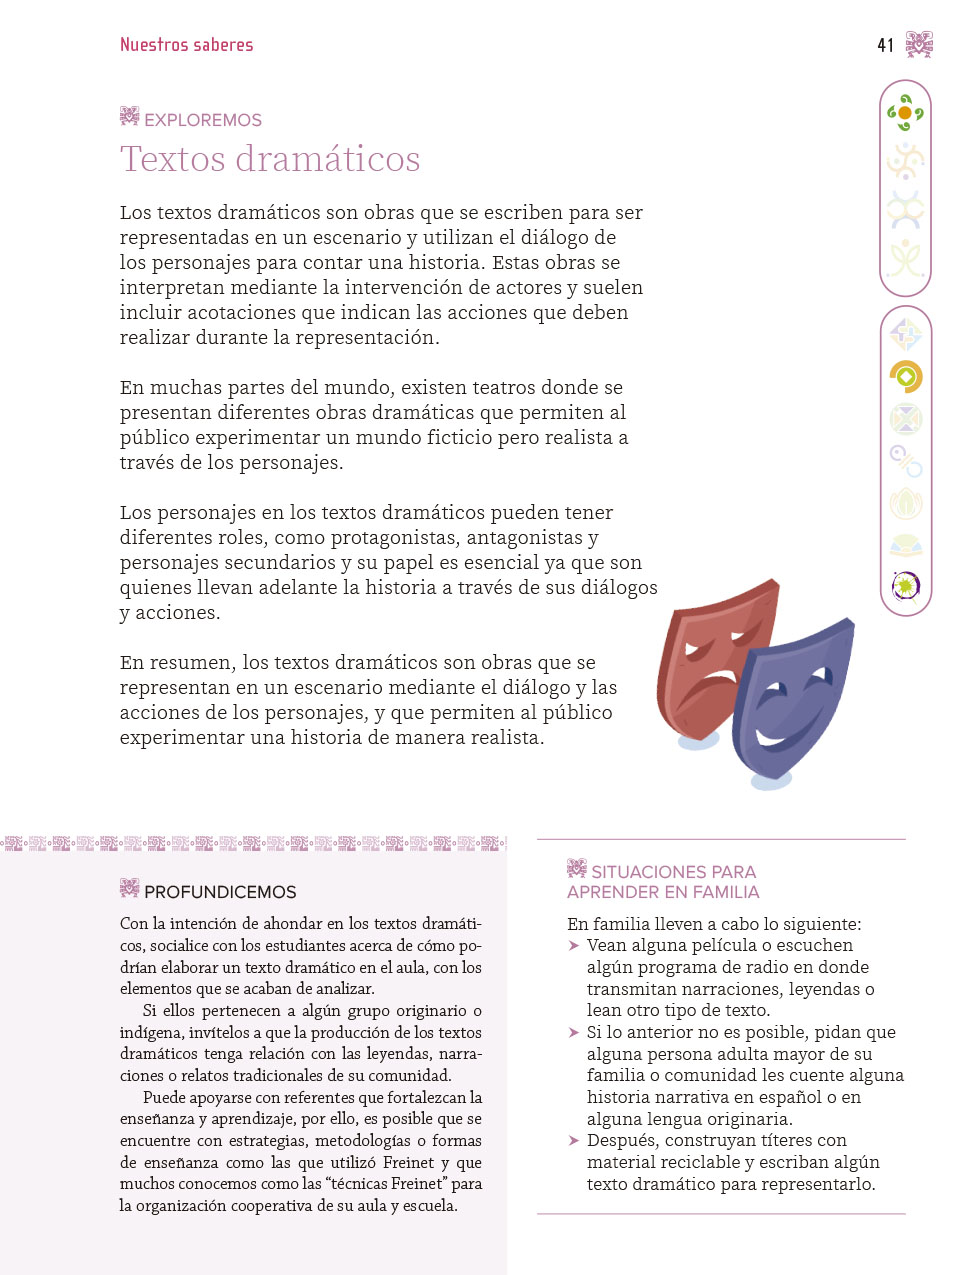 Nuestros saberes
41
EXPLOREMOS
Textos dramáticos
Los textos dramáticos son obras que se escriben para ser
representadas en un escenario y utilizan el diálogo de
los personajes para contar una historia. Estas obras se
interpretan mediante la intervención de actores y suelen
incluir acotaciones que indican las acciones que deben
realizar durante la representación.
En muchas partes del mundo, existen teatros donde se
presentan diferentes obras dramáticas que permiten al
público experimentar un mundo ficticio pero realista a
través de los personajes.
Los personajes en los textos dramáticos pueden tener
diferentes roles, como protagonistas, antagonistas y
personajes secundarios y su papel es esencial ya que son
quienes llevan adelante la historia a través de sus diálogos
y acciones.
En resumen, los textos dramáticos son obras que se
representan en un escenario mediante el diálogo y las
acciones de los personajes, y que permiten al público
experimentar una historia de manera realista.
PROFUNDICEMOS
Con la intención de ahondar en los textos dramáti-
cos, socialice con los estudiantes acerca de cómo po-
drían elaborar un texto dramático en el aula, con los
elementos que se acaban de analizar.
Si ellos pertenecen a algún grupo originario o
indígena, invítelos a que la producción de los textos
dramáticos tenga relación con las leyendas, narra-
ciones o relatos tradicionales de su comunidad.
Puede apoyarse con referentes que fortalezcan la
enseñanza y aprendizaje, por ello, es posible que se
encuentre con estrategias, metodologías o formas
de enseñanza como las que utilizó Freinet y que
muchos conocemos como las “técnicas Freinet” para
la organización cooperativa de su aula y escuela.
SITUACIONES PARA
APRENDER EN FAMILIA
En familia lleven a cabo lo siguiente:
➤ Vean alguna película o escuchen
algún programa de radio en donde
transmitan narraciones, leyendas o
lean otro tipo de texto.
➤ Si lo anterior no es posible, pidan que
alguna persona adulta mayor de su
familia o comunidad les cuente alguna
historia narrativa en español o en
alguna lengua originaria.
➤ Después, construyan títeres con
material reciclable y escriban algún
texto dramático para representarlo.